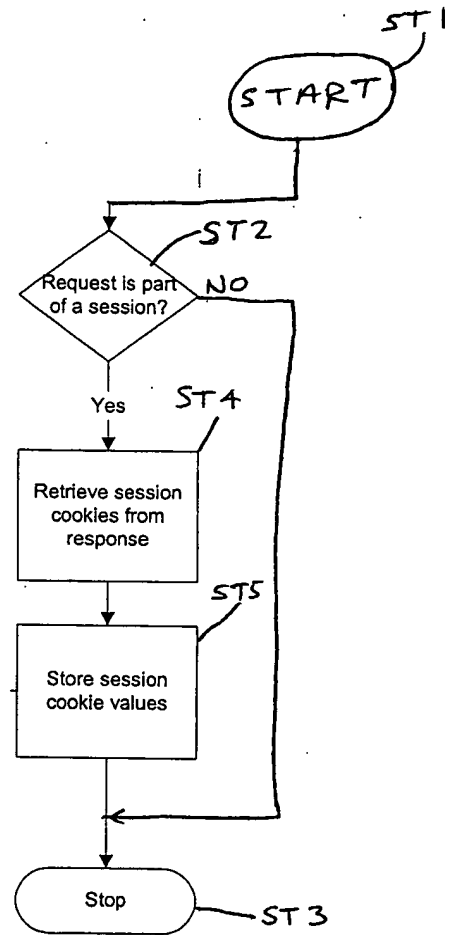 ST1
START
ST2
Request is part
of a session?
NO
Yes
ST4
Retrieve session
cookies from
response
ST5
Store session
cookie values
Stop
ST3